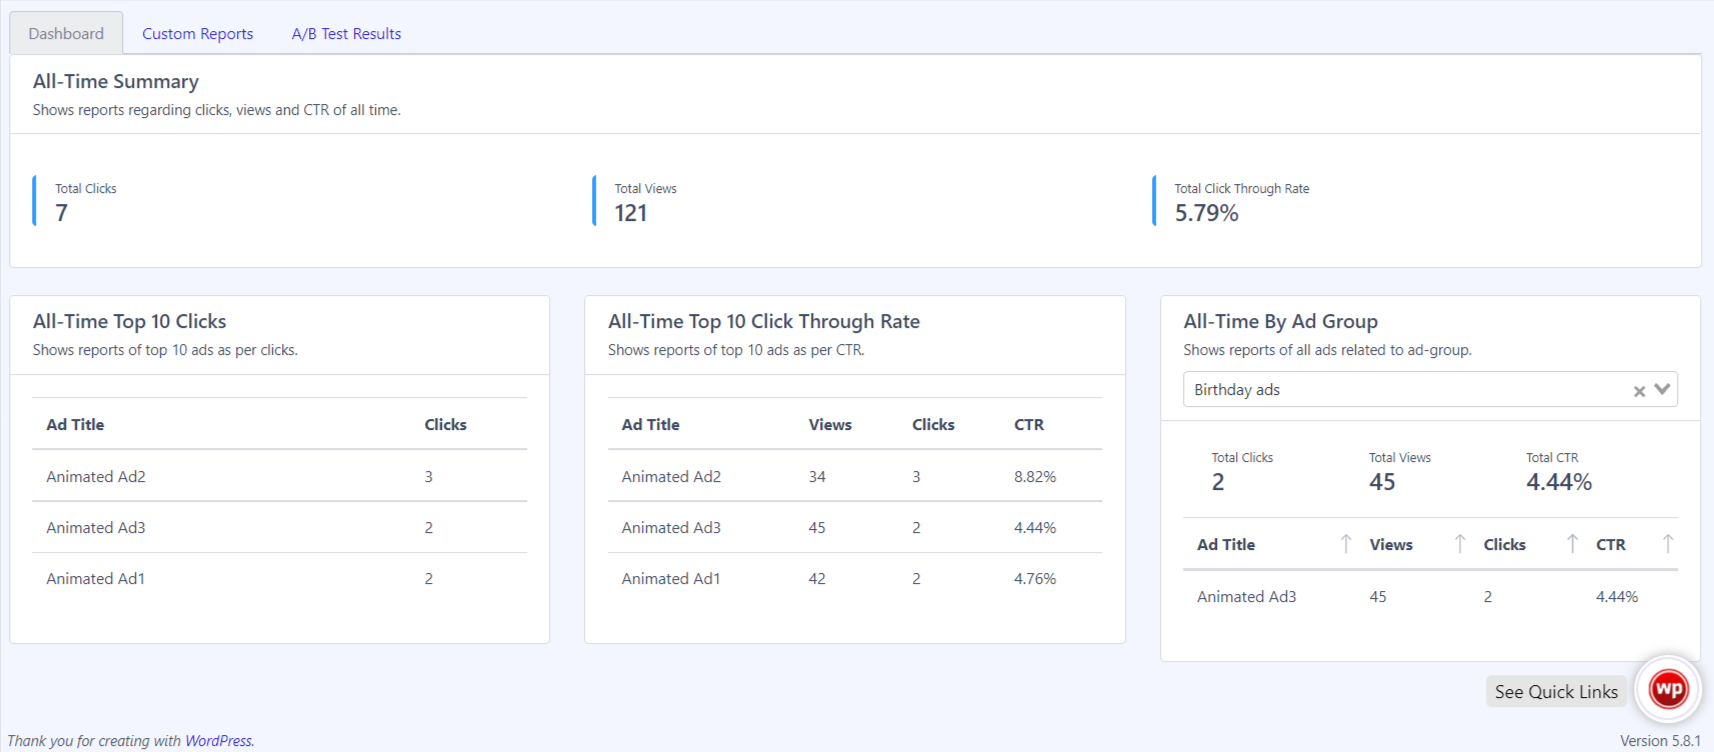 Dashboard Custom Reports A/B Test Results
All-Time Summary
Shows reports regarding clicks, views and CTR of all time.
Total Clicks
7
Total Views
121
Total Click Through Rate
5.79%
All-Time Top 10 Clicks
Shows reports of top 10 ads as per clicks.
Ad Title Clicks
Animated Ad2 3
Animated Ad3 2
Animated Ad1 2
All-Time Top 10 Click Through Rate
Shows reports of top 10 ads as per CTR.
Ad Title Views Clicks CTR
Animated Ad2 34 3 8.82%
Animated Ad3 45 2 4.44%
Animated Ad1 42 2 4.76%
All-Time By Ad Group
Shows reports of all ads related to ad-group.
Birthday ads
Total Clicks Total Views Total CTR
2 45 4.44%
Ad Title Views Clicks CTR
Animated Ad3 45 2 4.44%
See Quick Links
wp
Thank you for creating with WordPress.
Version 5.8.1